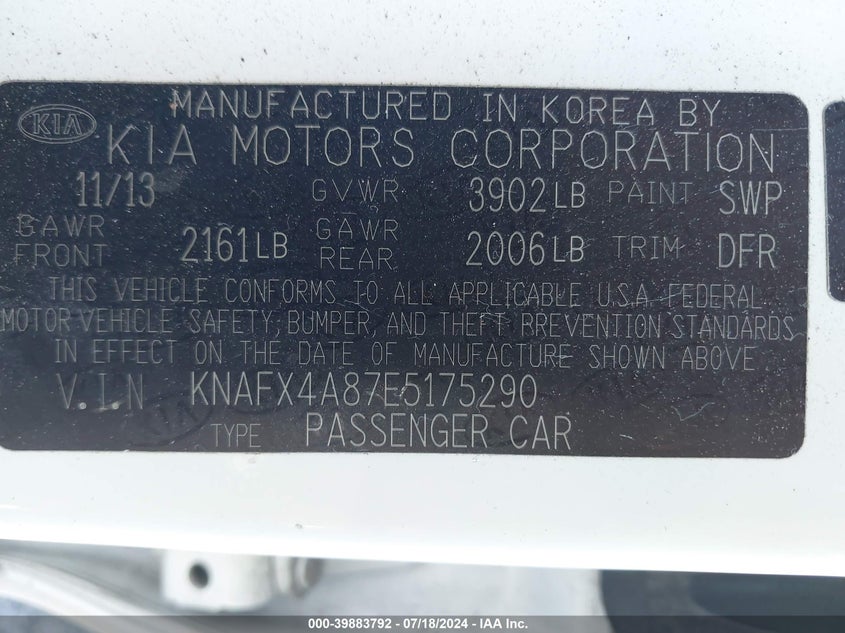 KIA
MANUFACTURED IN KOREA BY
KIA MOTORS CORPORATION
11/13 GVWR 3902LB PAINT SWP
GAWR FRONT 2161LB GAWR REAR 2006LB TRIM DFR
THIS VEHICLE CONFORMS TO ALL APPLICABLE U.S.A. FEDERAL
MOTOR VEHICLE SAFETY, BUMPER, AND THEFT RREVENTION STANDARDS
IN EFFECT ON THE DATE OF MANUFACTURE SHOWN ABOVE.
V.I.N KNAFX4A87E5175290
TYPE PASSENGER CAR
000-39883792 - 07/18/2024 - IAA Inc.